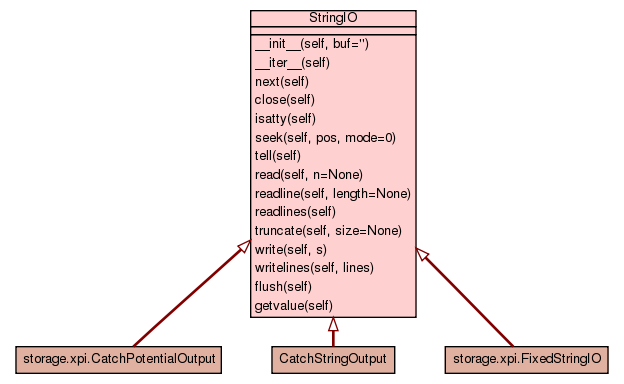 StringIO
__init__(self, buf='')
__iter__(self)
next(self)
close(self)
isatty(self)
seek(self, pos, mode=0)
tell(self)
read(self, n=None)
readline(self, length=None)
readlines(self)
truncate(self, size=None)
write(self, s)
writelines(self, lines)
flush(self)
getvalue(self)
storage.xpi.CatchPotentialOutput
CatchStringOutput
storage.xpi.FixedStringIO